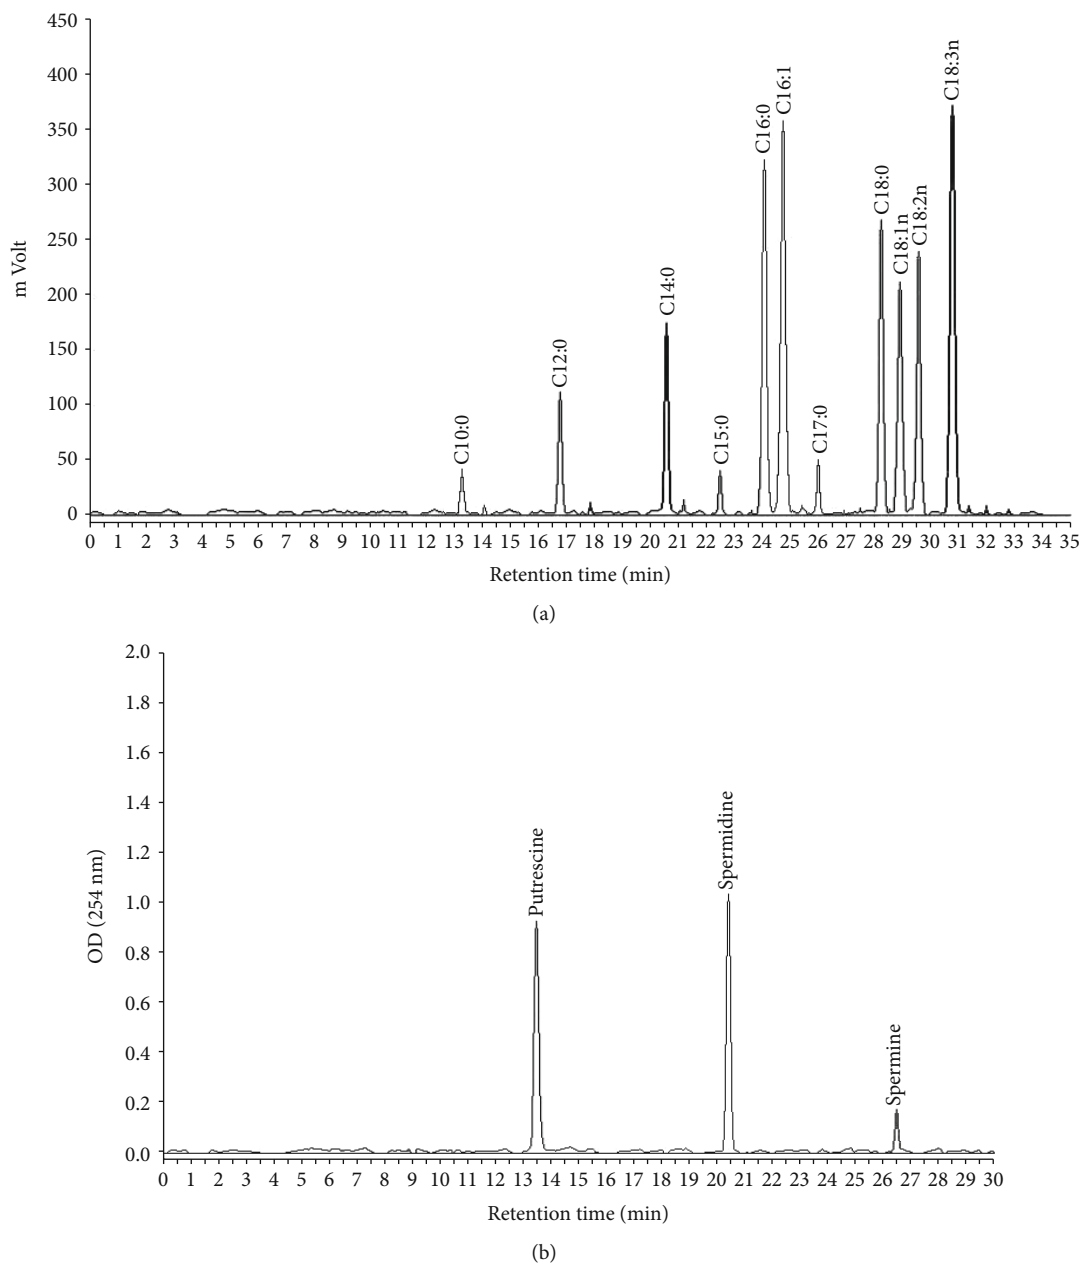 450
400
350
300
250
200
150
100
50
0
m Volt
C10:0
C12:0
C14:0
C15:0
C16:0
C16:1
C17:0
C18:0
C18:1n
C18:2n
C18:3n
0 1 2 3 4 5 6 7 8 9 10 11 12 13 14 15 16 17 18 19 20 21 22 23 24 25 26 27 28 29 30 31 32 33 34 35
Retention time (min)
(a)
2.0
1.8
1.6
1.4
1.2
1.0
0.8
0.6
0.4
0.2
0.0
OD (254 nm)
Putrescine
Spermidine
Spermine
0 1 2 3 4 5 6 7 8 9 10 11 12 13 14 15 16 17 18 19 20 21 22 23 24 25 26 27 28 29 30
Retention time (min)
(b)